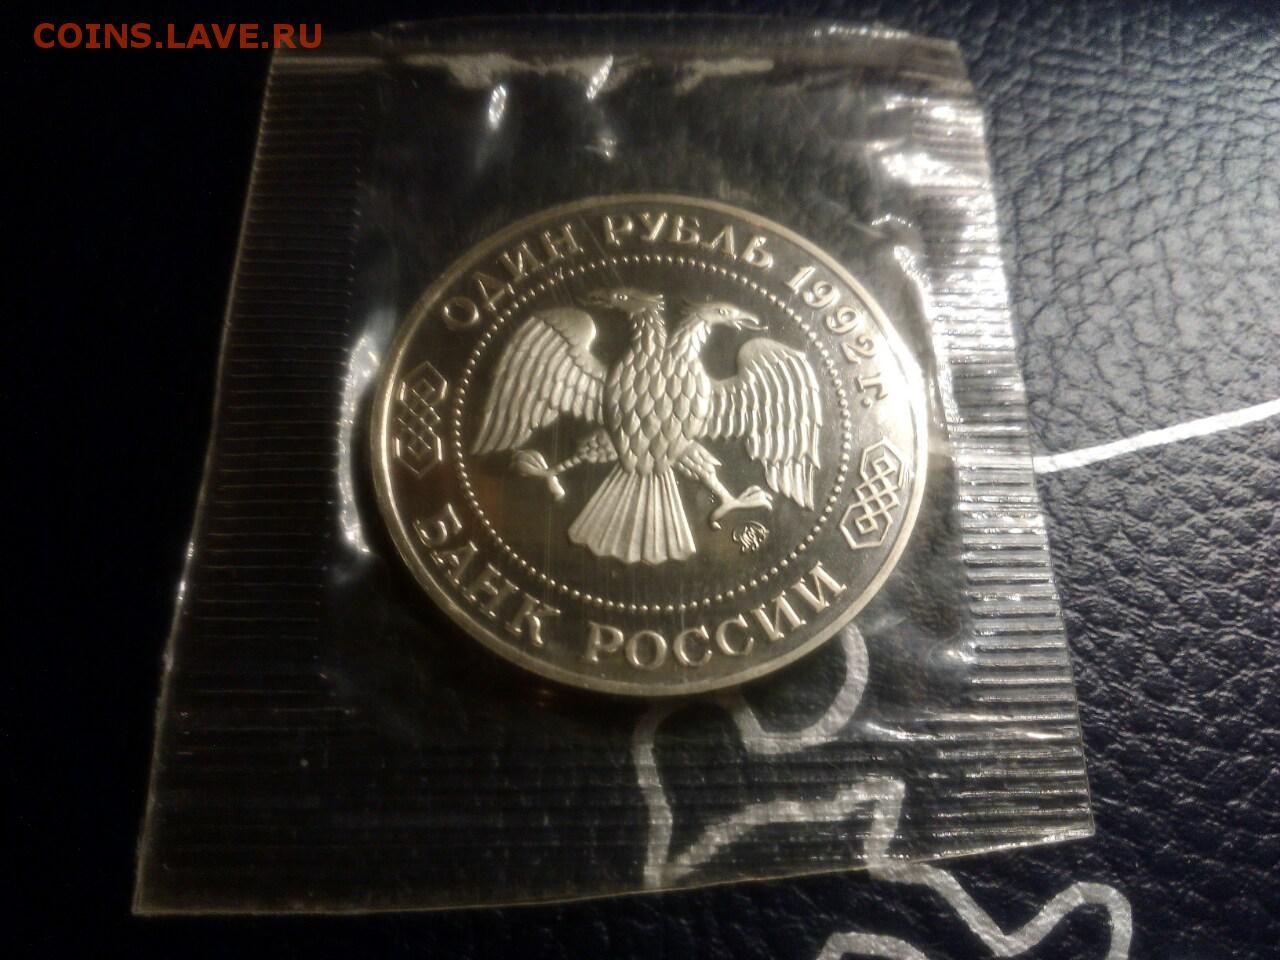 COINS.LAVE.RU
ОДИН РУБЛЬ 1992 г.
БАНК РОССИИ